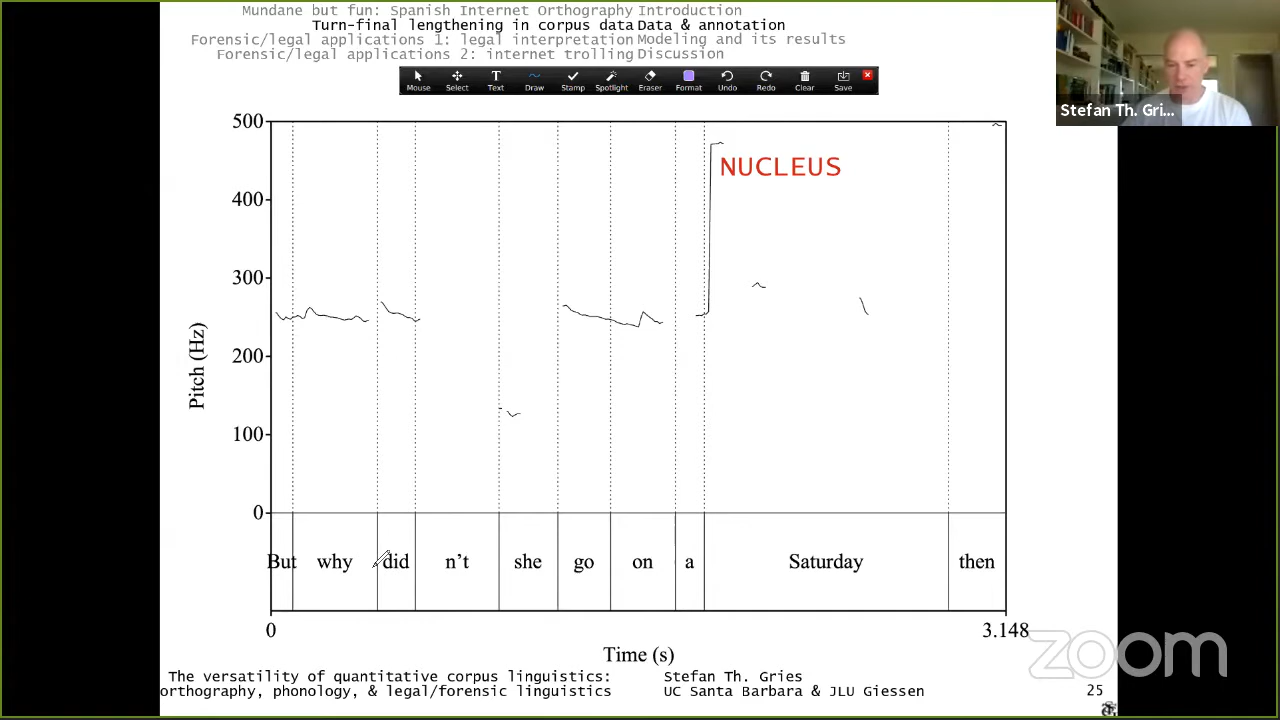 Mundane but fun: Spanish Internet Orthography Introduction
Turn-final lengthening in corpus data Data & annotation
Forensic/legal applications 1: legal interpretation Modeling and its results
Forensic/legal applications 2: internet trolling Discussion
Mouse Select Text Draw Stamp Spotlight Eraser Format Undo Redo Clear Save
Stefan Th. Gri...
500
NUCLEUS
400
300
200
100
0
Pitch (Hz)
But why did n't she go on a Saturday then
0 3.148
Time (s)
zoom
The versatility of quantitative corpus linguistics: Stefan Th. Gries
orthography, phonology, & legal/forensic linguistics UC Santa Barbara & JLU Giessen 25